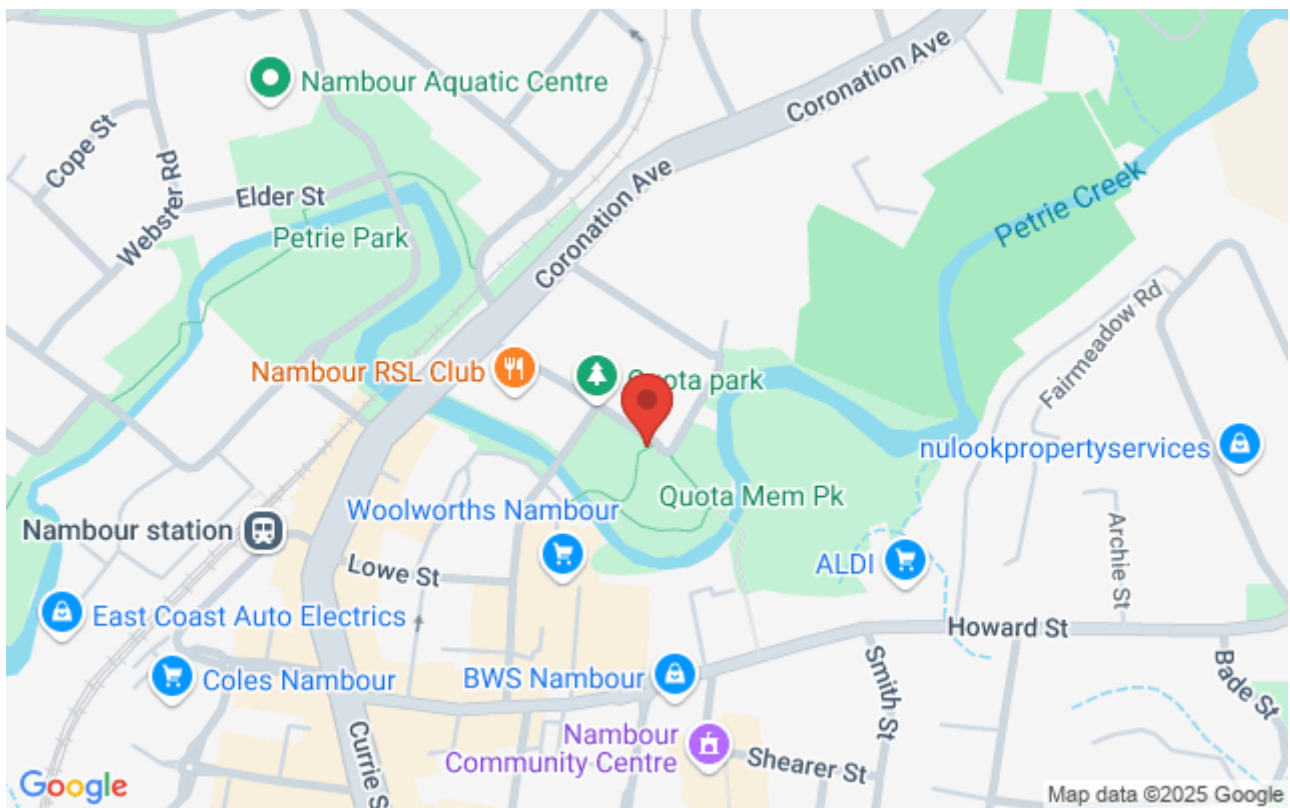 Nambour Aquatic Centre
Coronation Ave
Cope St
Webster Rd
Elder St
Petrie Park
Coronation Ave
Petrie Creek
Fairmeadow Rd
Nambour RSL Club
Quota park
nulookpropertyservices
Quota Mem Pk
Woolworths Nambour
Nambour station
Archie St
ALDI
Lowe St
East Coast Auto Electrics
Howard St
Coles Nambour
BWS Nambour
Smith St
Bade St
Currie S
Nambour
Community Centre
Shearer St
Google
Map data ©2025 Google